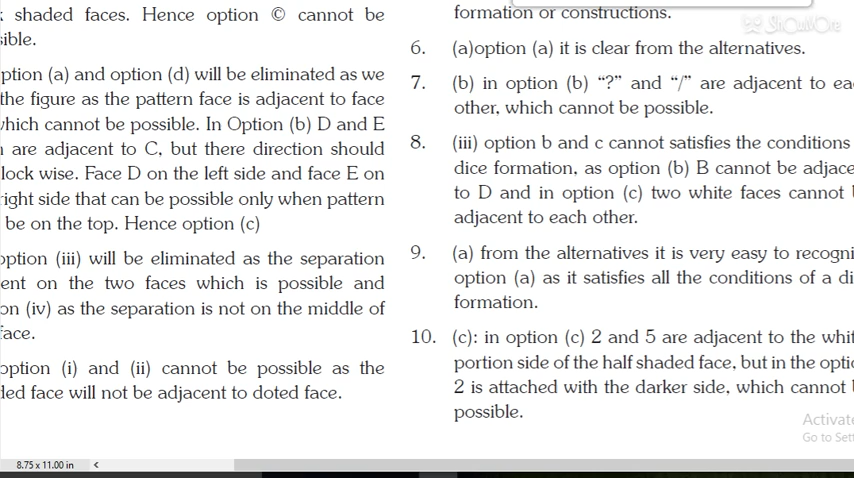 shaded faces. Hence option © cannot be
sible.
ption (a) and option (d) will be eliminated as we
the figure as the pattern face is adjacent to face
which cannot be possible. In Option (b) D and E
are adjacent to C, but there direction should
lock wise. Face D on the left side and face E on
right side that can be possible only when pattern
be on the top. Hence option (c)
option (iii) will be eliminated as the separation
ent on the two faces which is possible and
on (iv) as the separation is not on the middle of
face.
option (i) and (ii) cannot be possible as the
ded face will not be adjacent to doted face.
formation or constructions.
6. (a)option (a) it is clear from the alternatives.
7. (b) in option (b) “?” and “/” are adjacent to ea
other, which cannot be possible.
8. (iii) option b and c cannot satisfies the conditions
dice formation, as option (b) B cannot be adjace
to D and in option (c) two white faces cannot
adjacent to each other.
9. (a) from the alternatives it is very easy to recogni
option (a) as it satisfies all the conditions of a di
formation.
10. (c): in option (c) 2 and 5 are adjacent to the whit
portion side of the half shaded face, but in the optio
2 is attached with the darker side, which cannot
possible.
ShowMore
Activate
Go to Sett
8.75 x 11.00 in